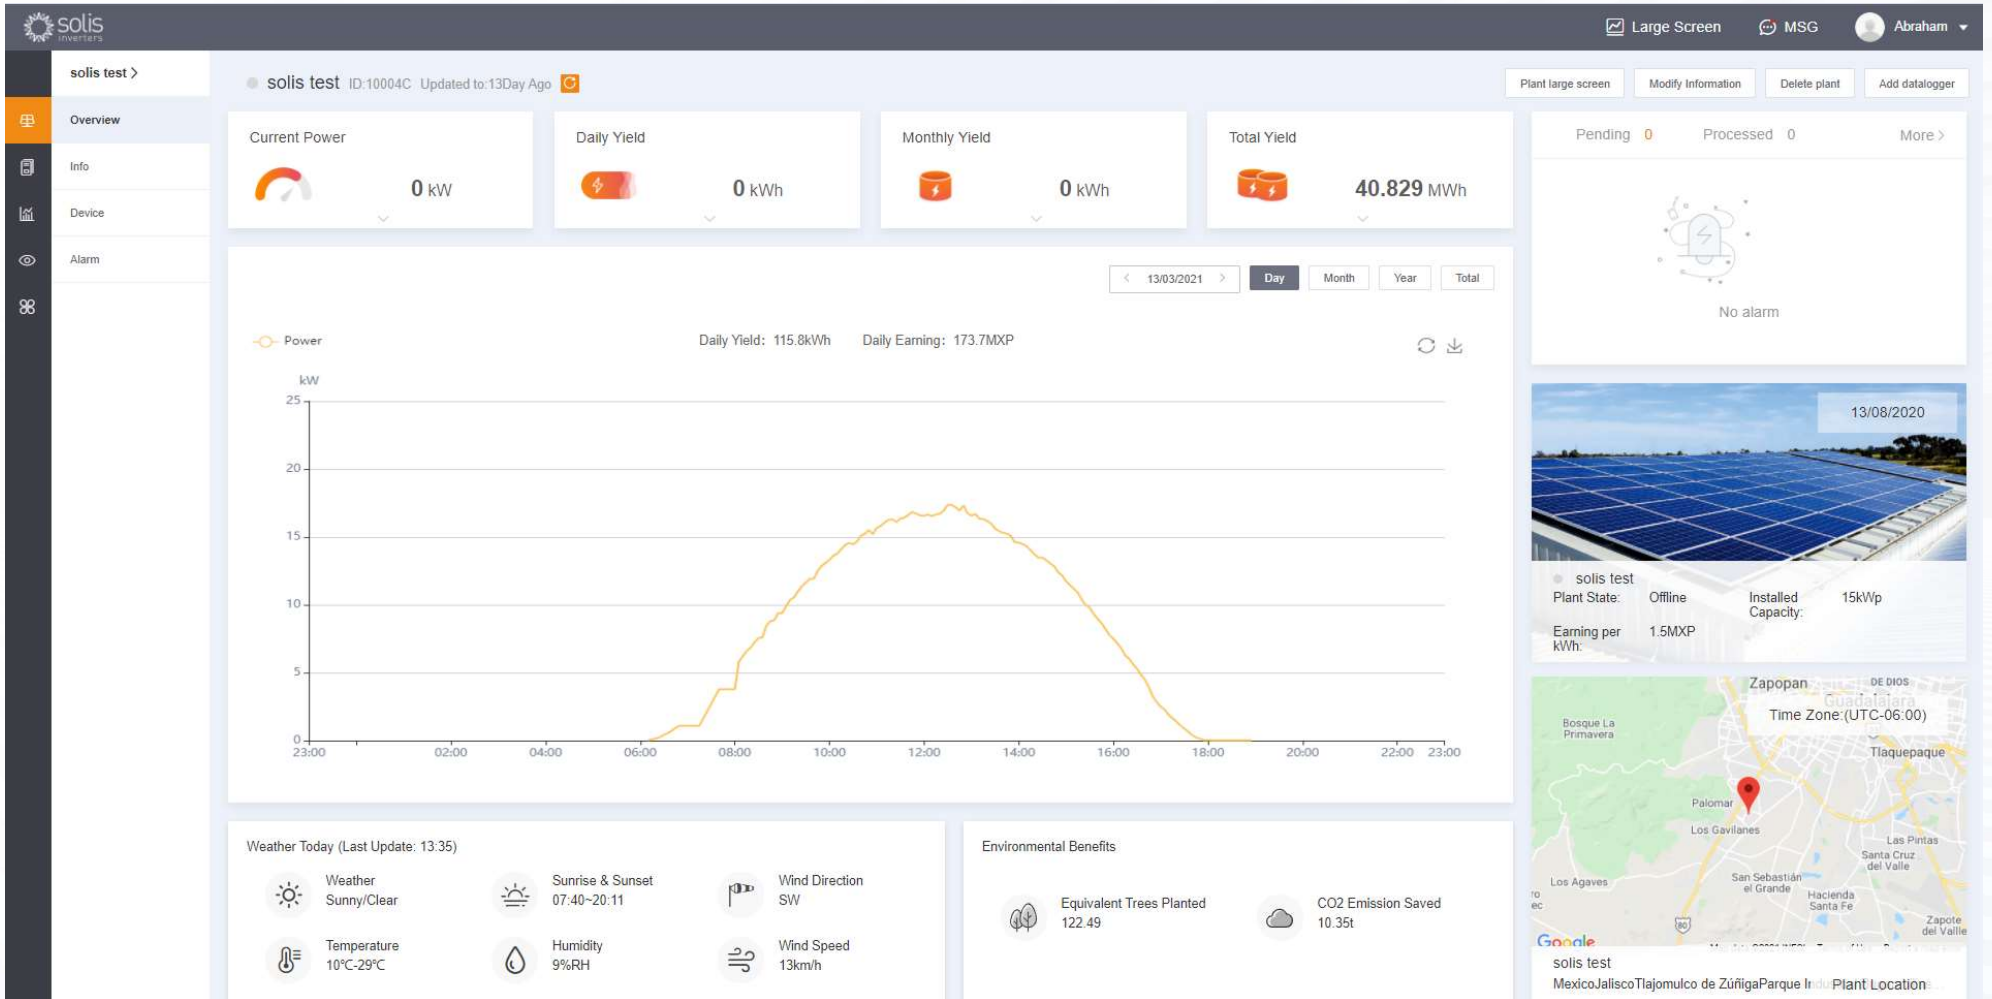 solis
inverters
Large Screen
MSG
Abraham
solis test >
Overview
Info
Device
Alarm
solis test ID:10004C Updated to:13Day Ago
Plant large screen
Modify Information
Delete plant
Add datalogger
Current Power
0 kW
Daily Yield
0 kWh
Monthly Yield
0 kWh
Total Yield
40.829 MWh
Pending 0 Processed 0 More >
No alarm
< 13/03/2021 >
Day
Month
Year
Total
Power
Daily Yield: 115.8kWh Daily Earning: 173.7MXP
kW
25
20
15
10
5
0
23:00 02:00 04:00 06:00 08:00 10:00 12:00 14:00 16:00 18:00 20:00 22:00 23:00
13/08/2020
solis test
Plant State: Offline
Installed Capacity: 15kWp
Earning per kWh: 1.5MXP
Zapopan
DE DIOS
Guadalajara
Time Zone:(UTC-06:00)
Bosque La
Primavera
Tlaquepaque
Palomar
Los Gavilanes
Las Pintas
Santa Cruz
del Valle
San Sebastián
el Grande
Los Agaves
Hacienda
Santa Fe
80
Zapote
del Valle
Google
solis test
MexicoJaliscoTlajomulco de ZúñigaParque
Plant Location
Weather Today (Last Update: 13:35)
Weather
Sunny/Clear
Sunrise & Sunset
07:40~20:11
Wind Direction
SW
Temperature
10℃-29℃
Humidity
9%RH
Wind Speed
13km/h
Environmental Benefits
Equivalent Trees Planted
122.49
CO2 Emission Saved
10.35t